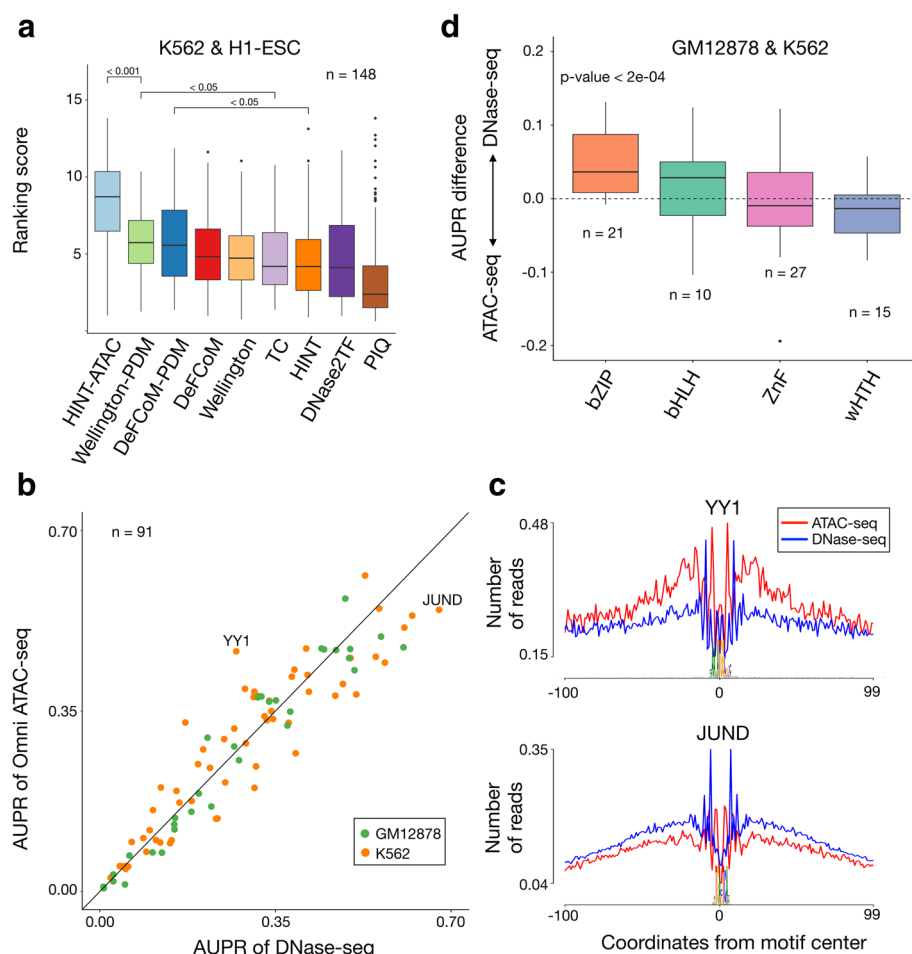 a
K562 & H1-ESC
n = 148
< 0.001
< 0.05
< 0.05
Ranking score
15
10
5
HINT-ATAC
Wellington-PDM
DeFCoM-PDM
DeFCoM
Wellington
TC
HINT
DNase2TF
PIQ
d
GM12878 & K562
p-value < 2e-04
AUPR difference
ATAC-seq
DNase-seq
0.2
0.1
0.0
-0.1
-0.2
n = 21
n = 10
n = 27
n = 15
bZIP
bHLH
ZnF
wHTH
b
n = 91
AUPR of Omni ATAC-seq
0.70
0.35
0.00
YY1
JUND
GM12878
K562
0.00
0.35
0.70
AUPR of DNase-seq
c
YY1
ATAC-seq
DNase-seq
Number
of reads
0.48
0.15
-100
0
99
JUND
Number
of reads
0.35
0.04
-100
0
99
Coordinates from motif center